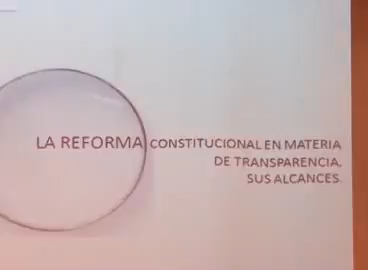 LA REFORMA CONSTITUCIONAL EN MATERIA
DE TRANSPARENCIA.
SUS ALCANCES.